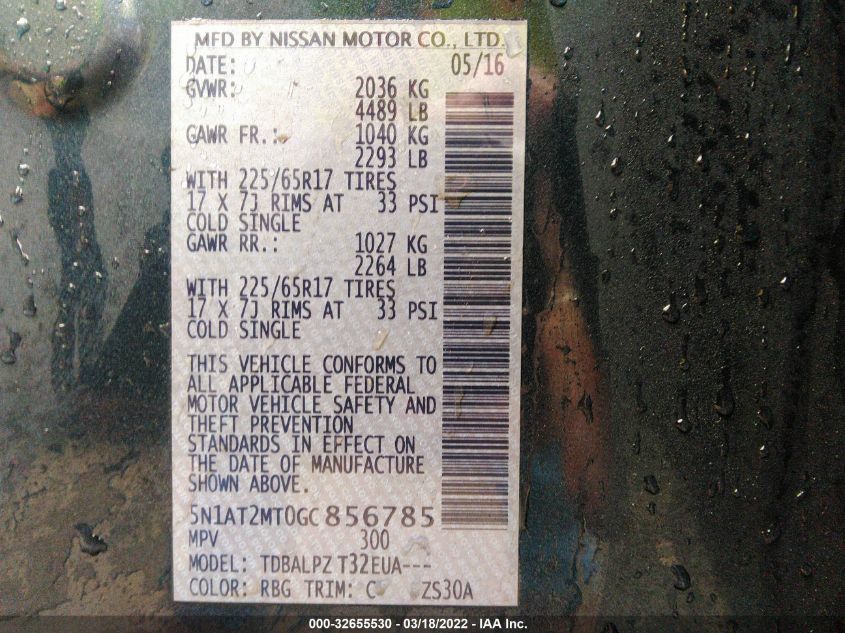 MFD BY NISSAN MOTOR CO., LTD.
DATE: 05/16
GVWR: 2036 KG
4489 LB
GAWR FR.: 1040 KG
2293 LB
WITH 225/65R17 TIRES
17 X 7J RIMS AT 33 PSI
COLD SINGLE
GAWR RR.: 1027 KG
2264 LB
WITH 225/65R17 TIRES
17 X 7J RIMS AT 33 PSI
COLD SINGLE
THIS VEHICLE CONFORMS TO
ALL APPLICABLE FEDERAL
MOTOR VEHICLE SAFETY AND
THEFT PREVENTION
STANDARDS IN EFFECT ON
THE DATE OF MANUFACTURE
SHOWN ABOVE.
5N1AT2MT0GC856785
MPV 300
MODEL: TDBALPZ T32EUA---
COLOR: RBG TRIM: ZS30A
000-32655530 - 03/18/2022 - IAA Inc.